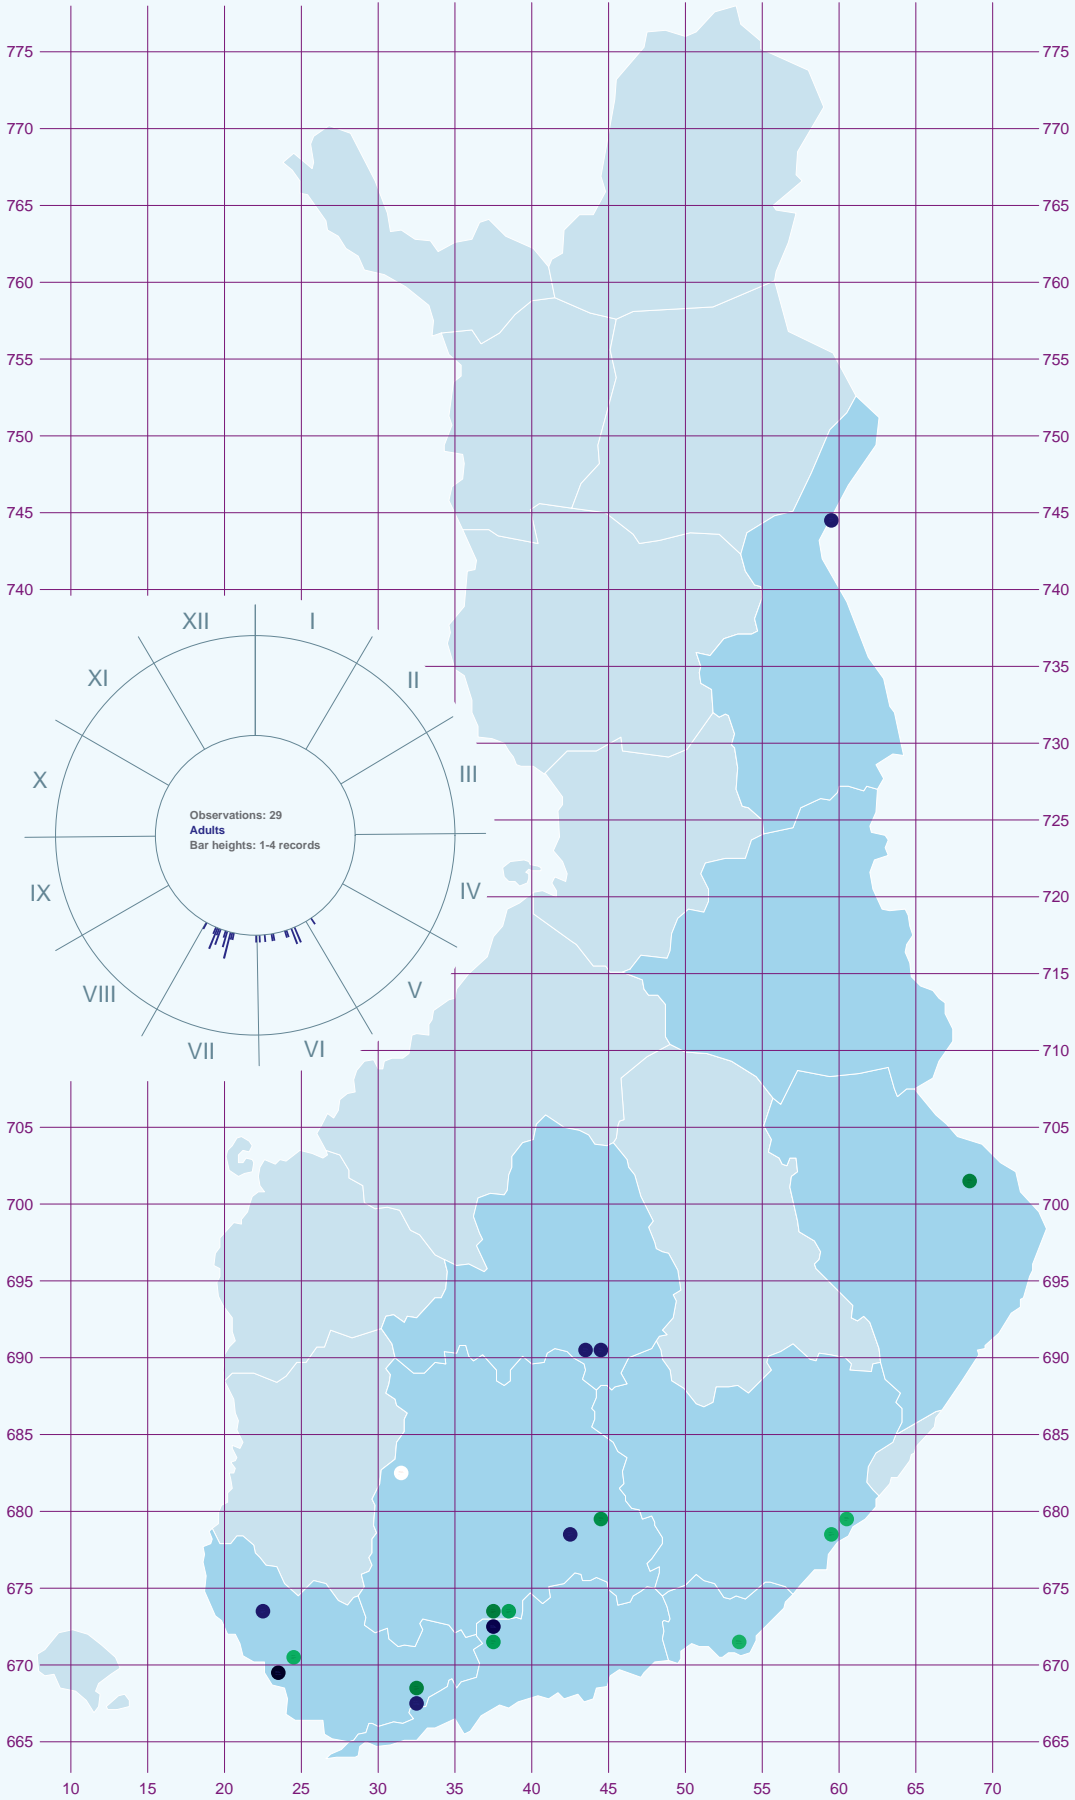 775 775
770 770
765 765
760 760
755 755
750 750
745 745
740 740
XII I
XI II
735 735
730 730
X III
Observations: 29
Adults
Bar heights: 1-4 records
725 725
IX IV
720 720
VIII V
715 715
VII VI
710 710
705 705
700 700
695 695
690 690
685 685
680 680
675 675
670 670
665 665
10 15 20 25 30 35 40 45 50 55 60 65 70